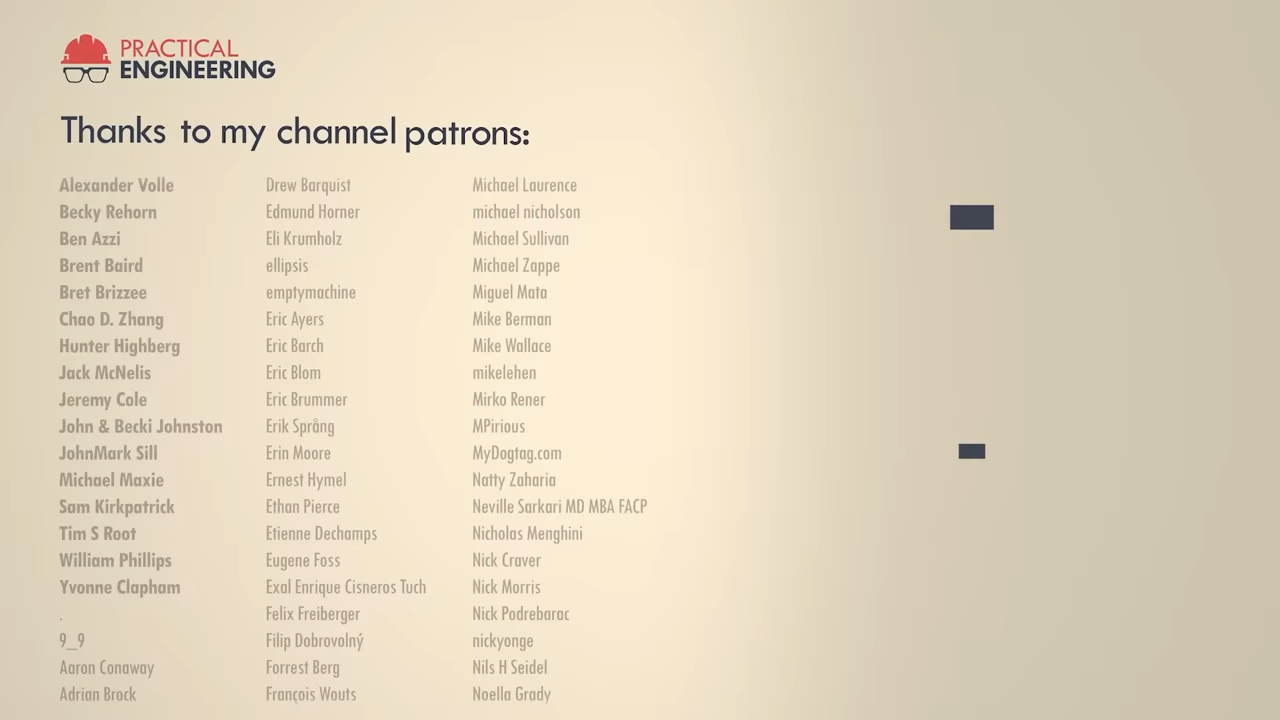 PRACTICAL
ENGINEERING
Thanks to my channel patrons:
Alexander Volle
Becky Rehorn
Ben Azzi
Brent Baird
Bret Brizzee
Chao D. Zhang
Hunter Highberg
Jack McNelis
Jeremy Cole
John & Becki Johnston
JohnMark Sill
Michael Maxie
Sam Kirkpatrick
Tim S Root
William Phillips
Yvonne Clapham
.
9_9
Aaron Conaway
Adrian Brock
Drew Barquist
Edmund Horner
Eli Krumholz
ellipsis
emptymachine
Eric Ayers
Eric Barch
Eric Blom
Eric Brummer
Erik Språng
Erin Moore
Ernest Hymel
Ethan Pierce
Etienne Dechamps
Eugene Foss
Exal Enrique Cisneros Tuch
Felix Freiberger
Filip Dobrovolný
Forrest Berg
François Wouts
Michael Laurence
michael nicholson
Michael Sullivan
Michael Zappe
Miguel Mata
Mike Berman
Mike Wallace
mikelehen
Mirko Rener
MPirious
MyDogtag.com
Natty Zaharia
Neville Sarkari MD MBA FACP
Nicholas Menghini
Nick Craver
Nick Morris
Nick Podrebarac
nickyonge
Nils H Seidel
Noella Grady